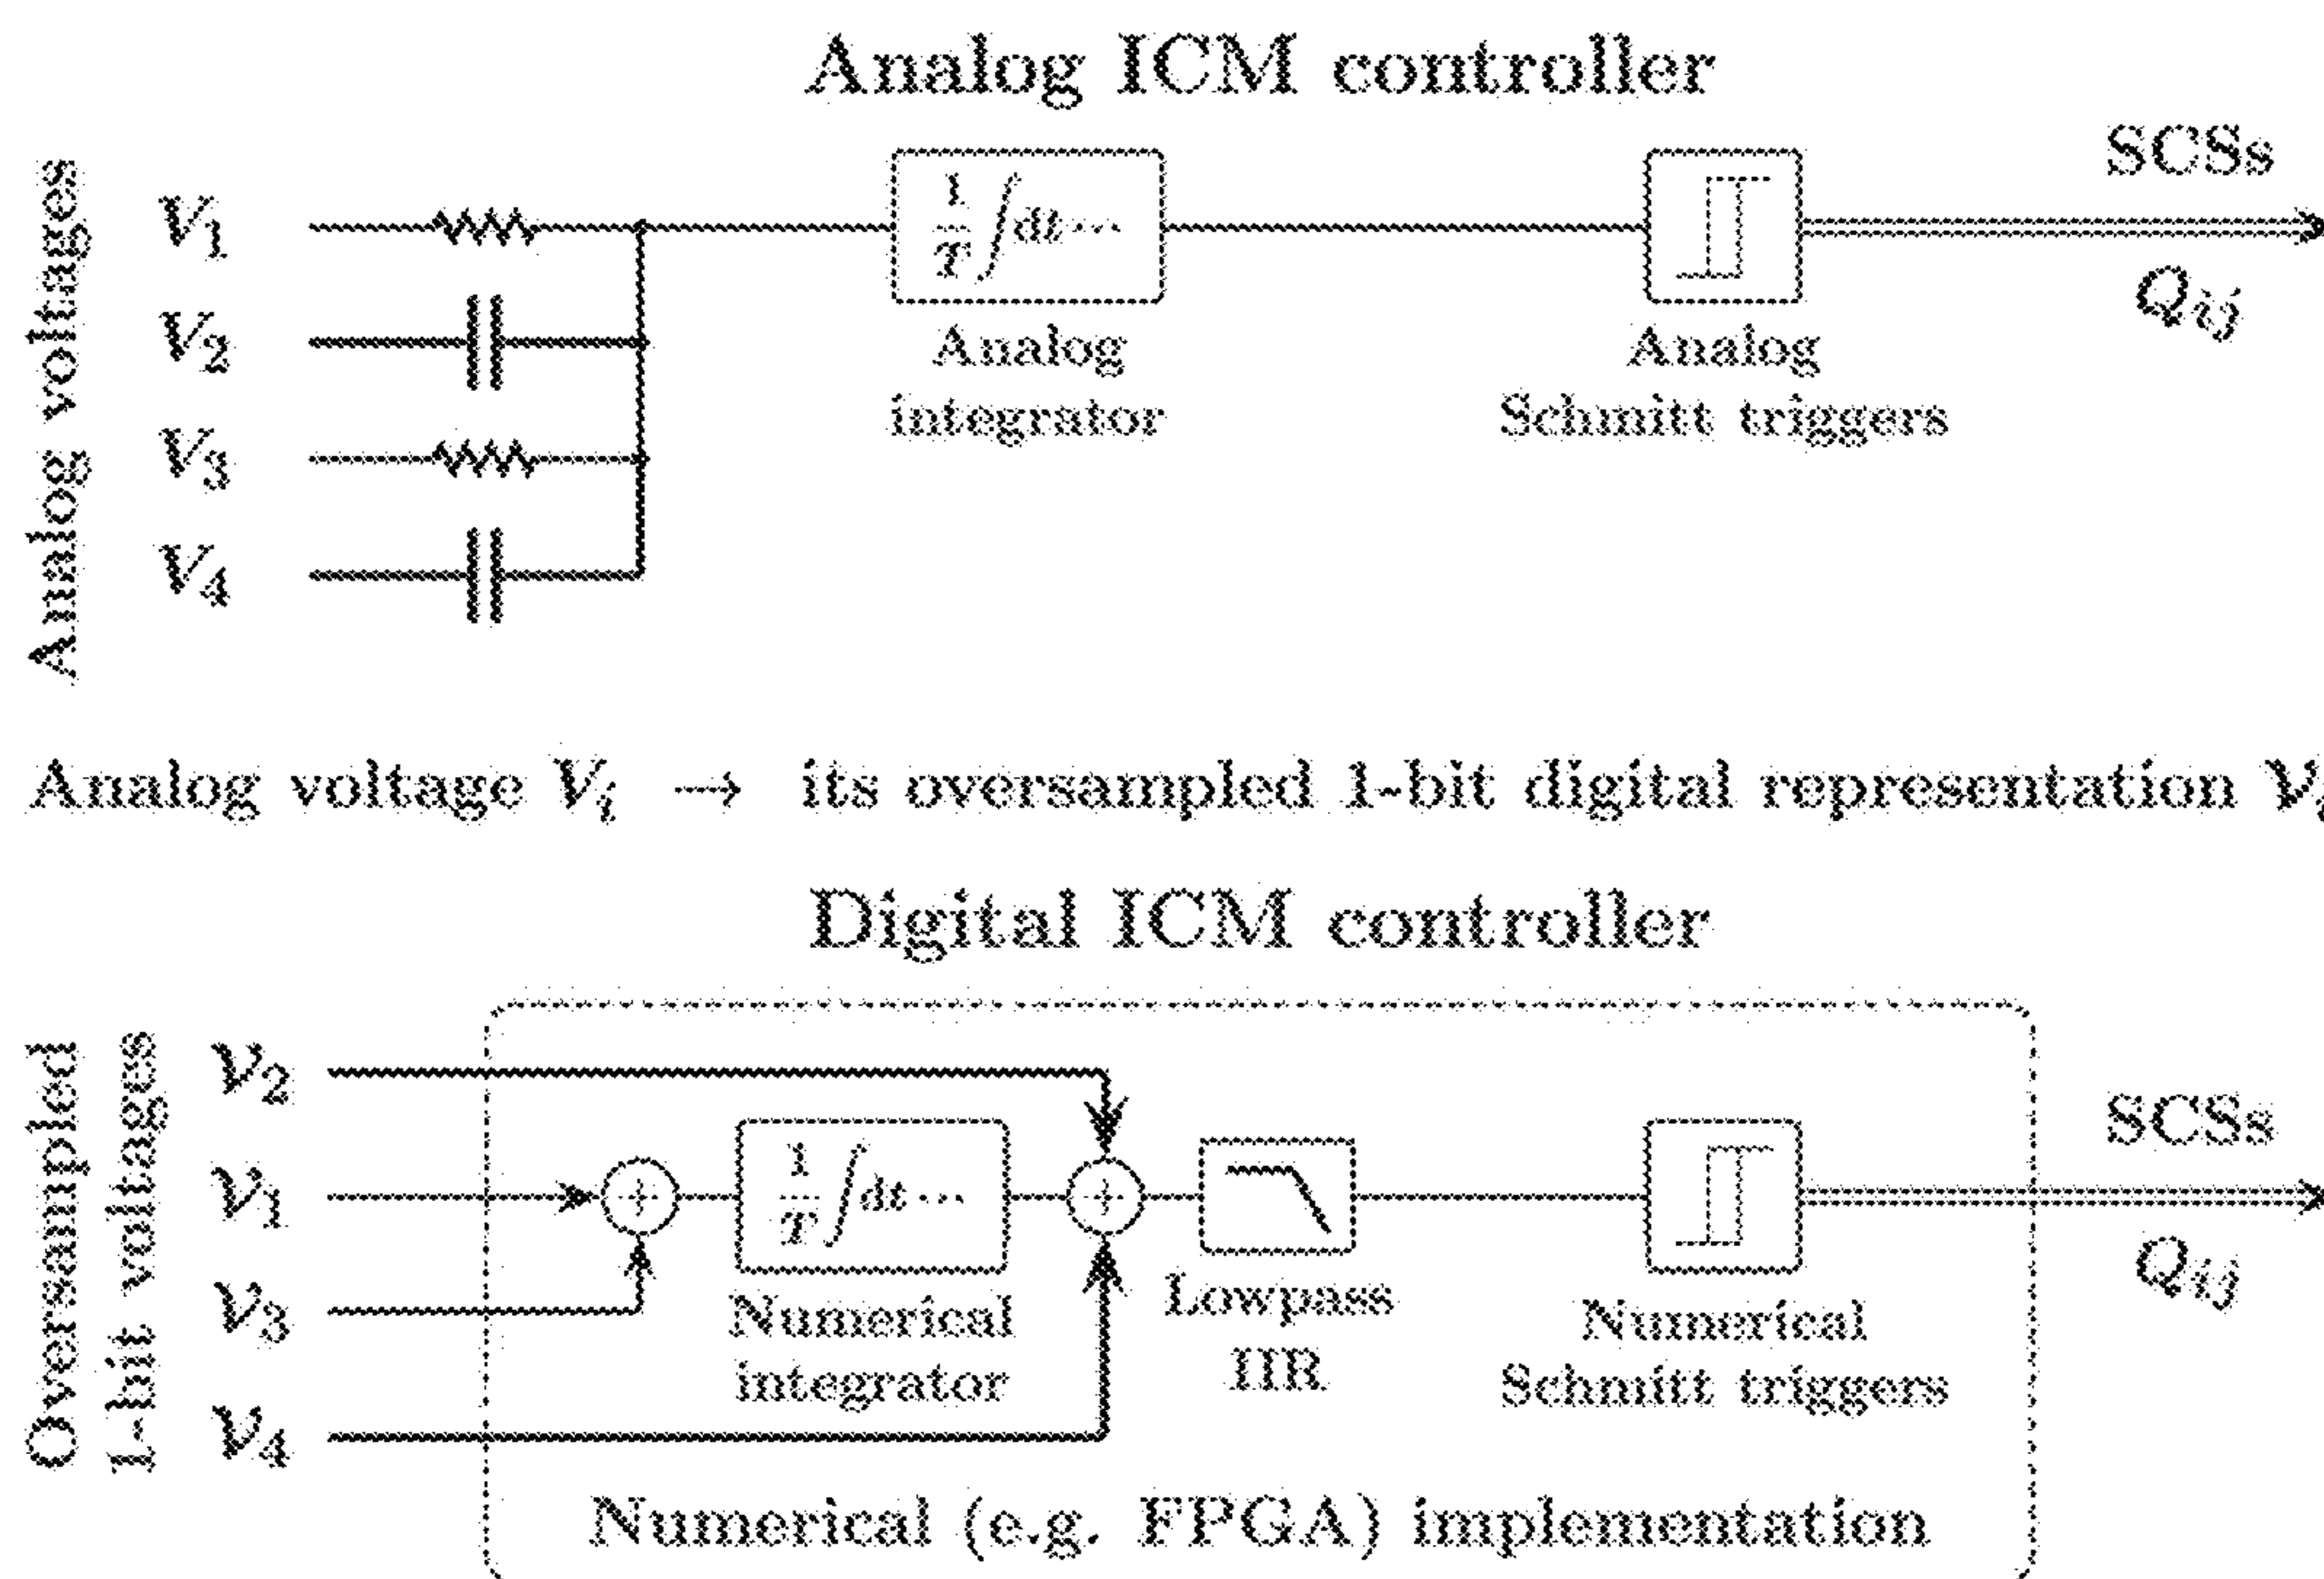 Analog ICM controller
Analog voltages
V1
V2
V3
V4
1/T ∫dt⋯
Analog
integrator
Analog
Schmitt triggers
SCSs
Qij
Analog voltage Vi → its oversampled 1-bit digital representation 𝒱i
Digital ICM controller
Oversampled
1-bit voltages
𝒱2
𝒱1
𝒱3
𝒱4
+
1/T ∫dt⋯
Numerical
integrator
+
Lowpass
IIR
Numerical
Schmitt triggers
SCSs
Qij
Numerical (e.g. FPGA) implementation